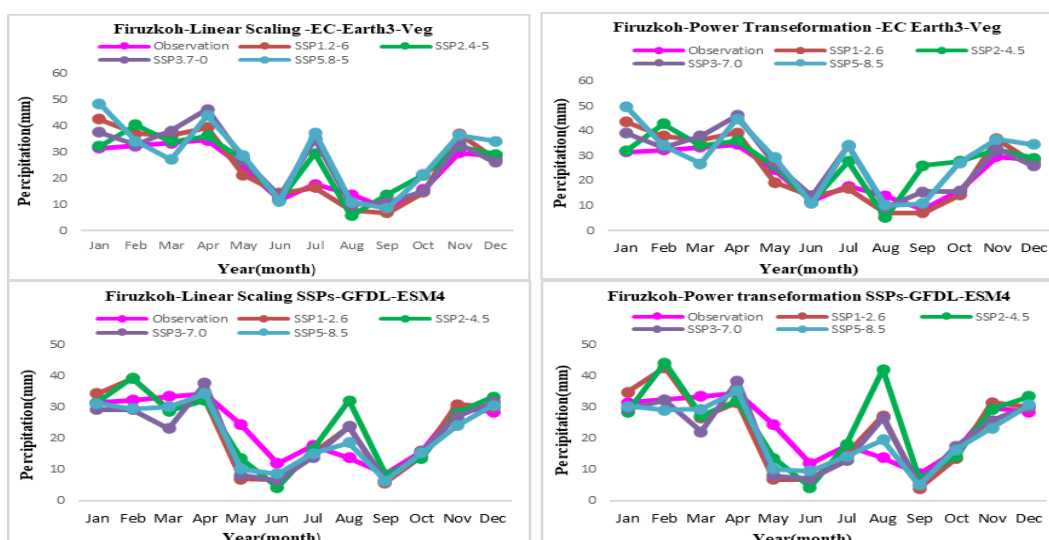 Firuzkoh-Linear Scaling -EC-Earth3-Veg
Observation SSP1.2-6 SSP2.4-5
SSP3.7-0 SSP5.8-5
Percipitation(mm)
60
50
40
30
20
10
0
Jan Feb Mar Apr May Jun Jul Aug Sep Oct Nov Dec
Year(month)
Firuzkoh-Power Transeformation -EC Earth3-Veg
Observation SSP1-2.6 SSP2-4.5
SSP3-7.0 SSP5-8.5
Percipitation(mm)
60
50
40
30
20
10
0
Jan Feb Mar Apr May Jun Jul Aug Sep Oct Nov Dec
Year(month)
Firuzkoh-Linear Scaling SSPs-GFDL-ESM4
Observation SSP1-2.6 SSP2-4.5
SSP3-7.0 SSP5-8.5
Percipitation(mm)
50
40
30
20
10
0
Jan Feb Mar Apr May Jun Jul Aug Sep Oct Nov Dec
Year(month)
Firuzkoh-Power transeformation SSPs-GFDL-ESM4
Observation SSP1-2.6 SSP2-4.5
SSP3-7.0 SSP5-8.5
Percipitation(mm)
50
40
30
20
10
0
Jan Feb Mar Apr May Jun Jul Aug Sep Oct Nov Dec
Year(month)